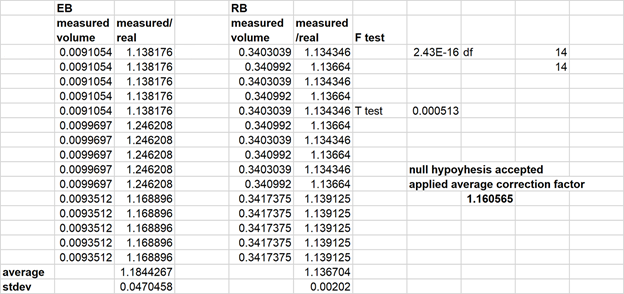 EB RB
measured measured/ measured measured
volume real volume /real F test
0.0091054 1.138176 0.3403039 1.134346 2.43E-16 df 14
0.0091054 1.138176 0.340992 1.13664 14
0.0091054 1.138176 0.3403039 1.134346
0.0091054 1.138176 0.340992 1.13664
0.0091054 1.138176 0.3403039 1.134346 T test 0.000513
0.0099697 1.246208 0.340992 1.13664
0.0099697 1.246208 0.3403039 1.134346
0.0099697 1.246208 0.340992 1.13664
0.0099697 1.246208 0.3403039 1.134346 null hypoyhesis accepted
0.0099697 1.246208 0.340992 1.13664 applied average correction factor
0.0093512 1.168896 0.3417375 1.139125 1.160565
0.0093512 1.168896 0.3417375 1.139125
0.0093512 1.168896 0.3417375 1.139125
0.0093512 1.168896 0.3417375 1.139125
0.0093512 1.168896 0.3417375 1.139125
average 1.1844267 1.136704
stdev 0.0470458 0.00202